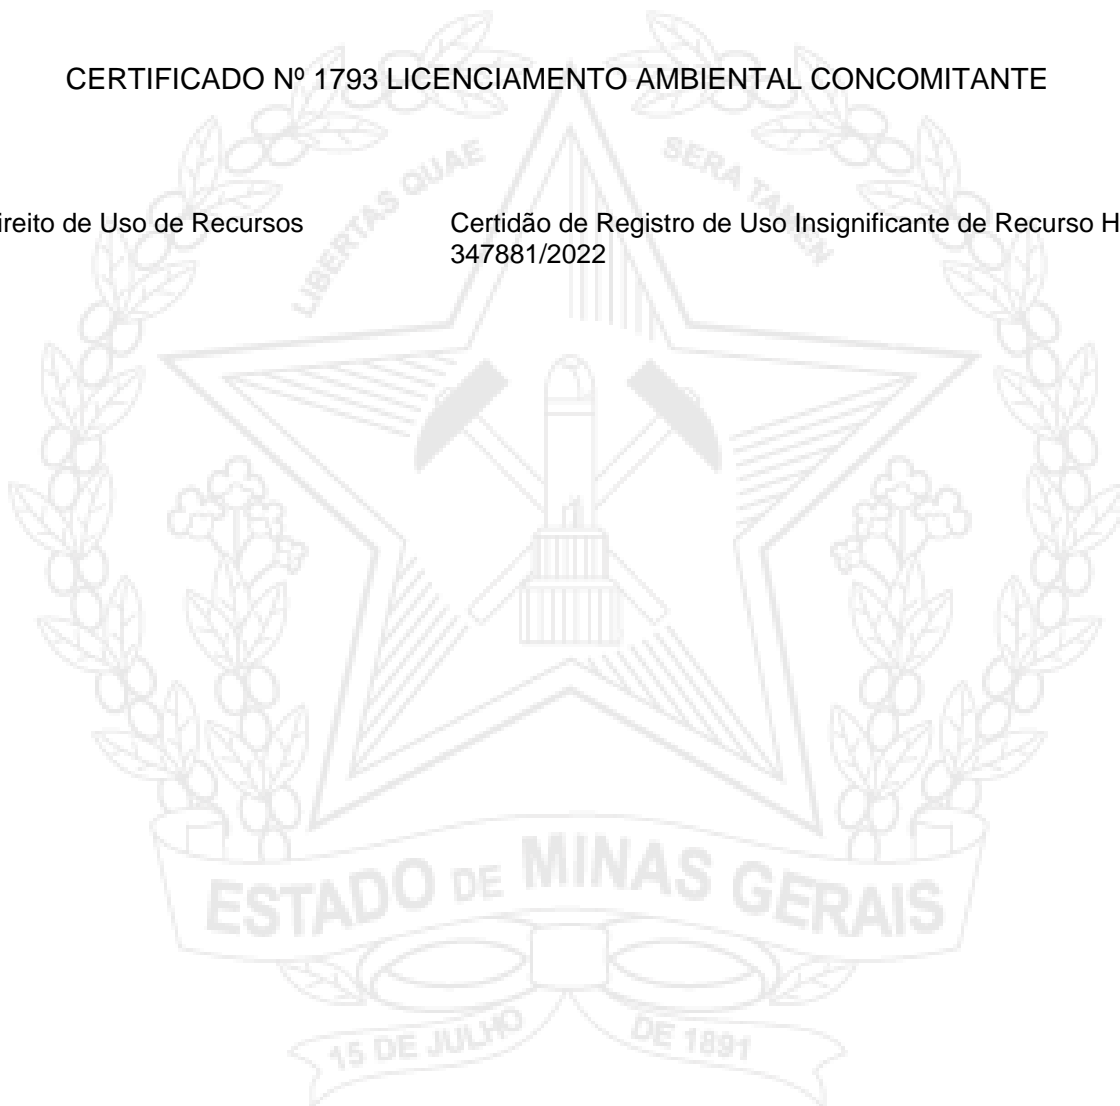 CERTIFICADO Nº 1793 LICENCIAMENTO AMBIENTAL CONCOMITANTE
LIBERTAS QUAE SERA TAMEN
ireito de Uso de Recursos
Certidão de Registro de Uso Insignificante de Recurso H
347881/2022
ESTADO DE MINAS GERAIS
15 DE JULHO DE 1891